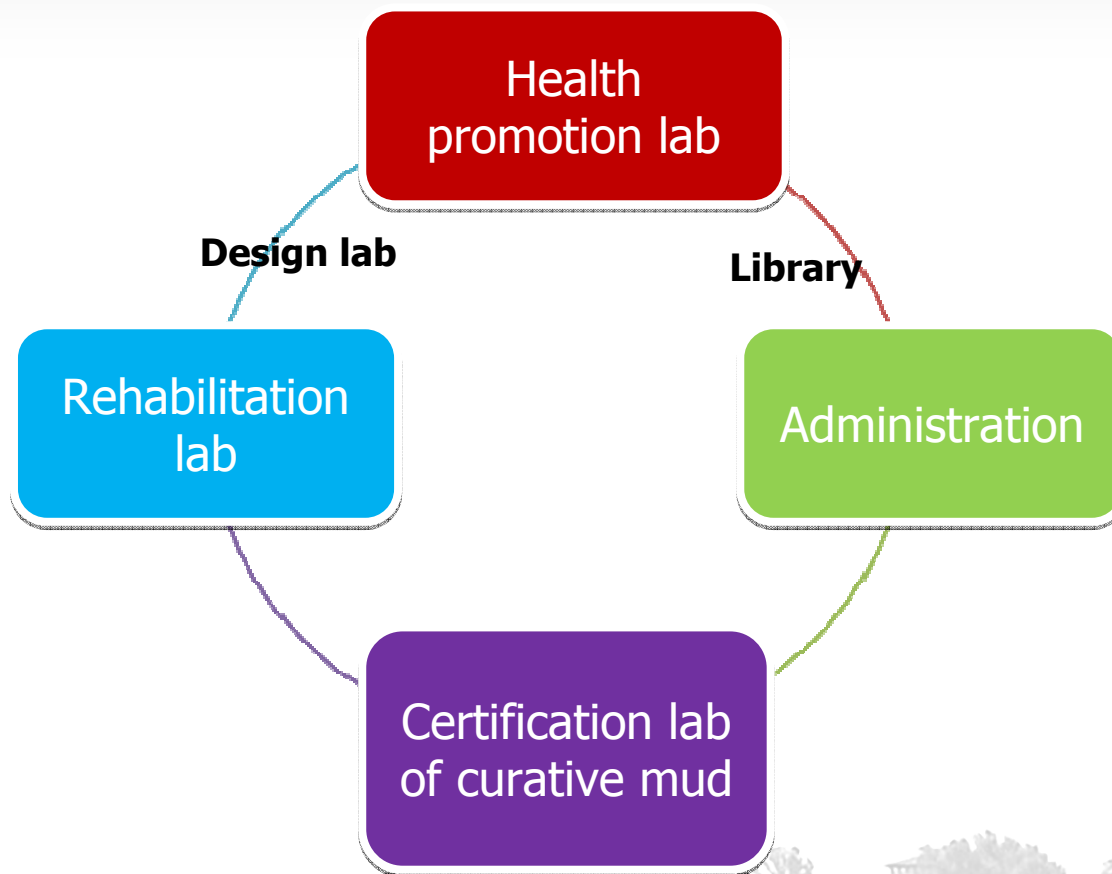 Health
promotion lab
Design lab
Library
Rehabilitation
lab
Administration
Certification lab
of curative mud